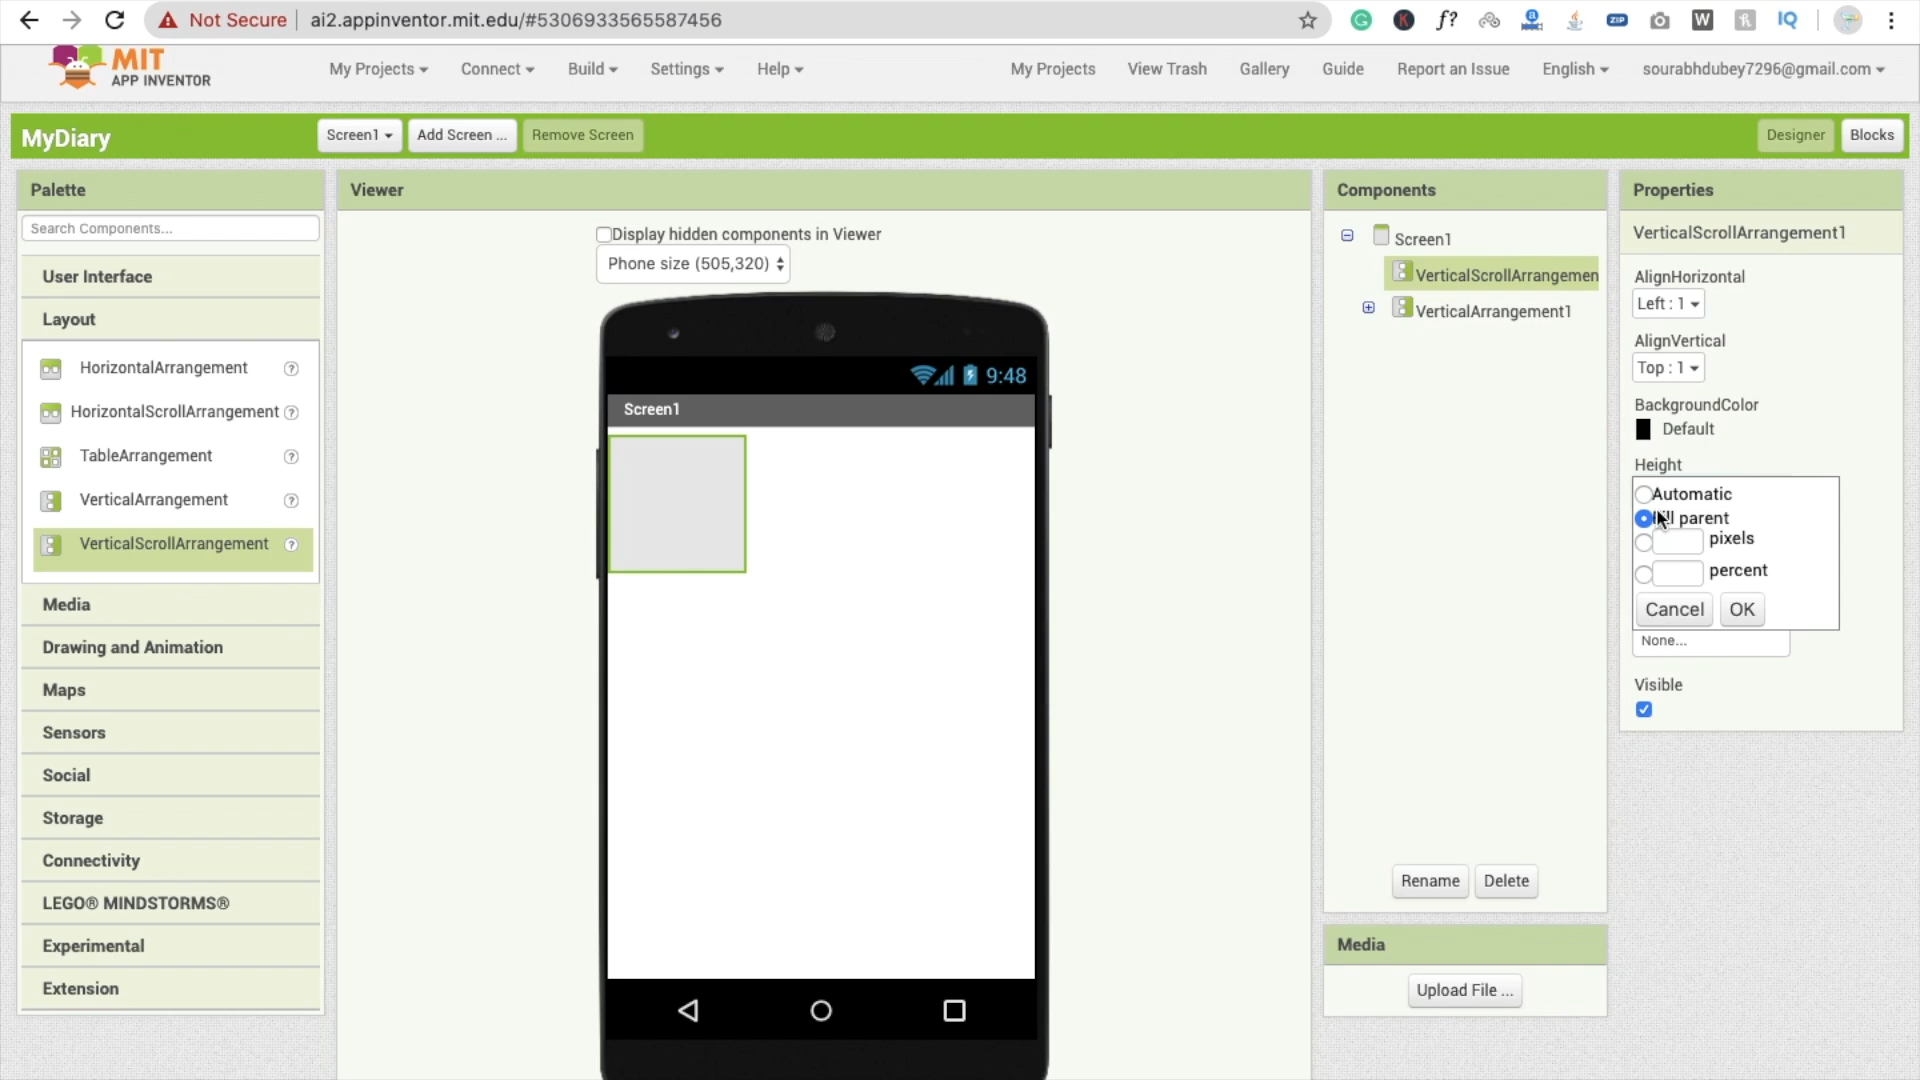 Not Secure
ai2.appinventor.mit.edu/#5306933565587456
MIT
APP INVENTOR
My Projects
Connect
Build
Settings
Help
My Projects
View Trash
Gallery
Guide
Report an Issue
English
sourabhdubey7296@gmail.com
MyDiary
Screen1
Add Screen ...
Remove Screen
Designer
Blocks
Palette
Search Components...
User Interface
Layout
HorizontalArrangement
HorizontalScrollArrangement
TableArrangement
VerticalArrangement
VerticalScrollArrangement
Media
Drawing and Animation
Maps
Sensors
Social
Storage
Connectivity
LEGO® MINDSTORMS®
Experimental
Extension
Viewer
Display hidden components in Viewer
Phone size (505,320)
9:48
Screen1
Components
Screen1
VerticalScrollArrangemen
VerticalArrangement1
Rename
Delete
Media
Upload File ...
Properties
VerticalScrollArrangement1
AlignHorizontal
Left : 1
AlignVertical
Top : 1
BackgroundColor
Default
Height
Automatic
Fill parent
pixels
percent
Cancel
OK
None...
Visible